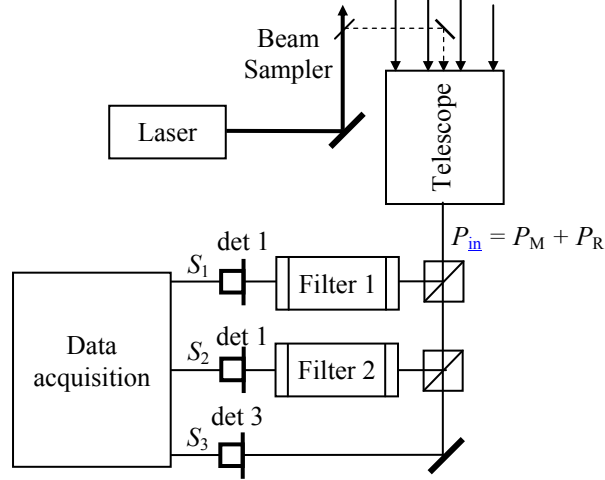 Beam
Sampler
Laser
Telescope
P_in = P_M + P_R
det 1
S_1
Filter 1
Data
acquisition
det 1
S_2
Filter 2
det 3
S_3